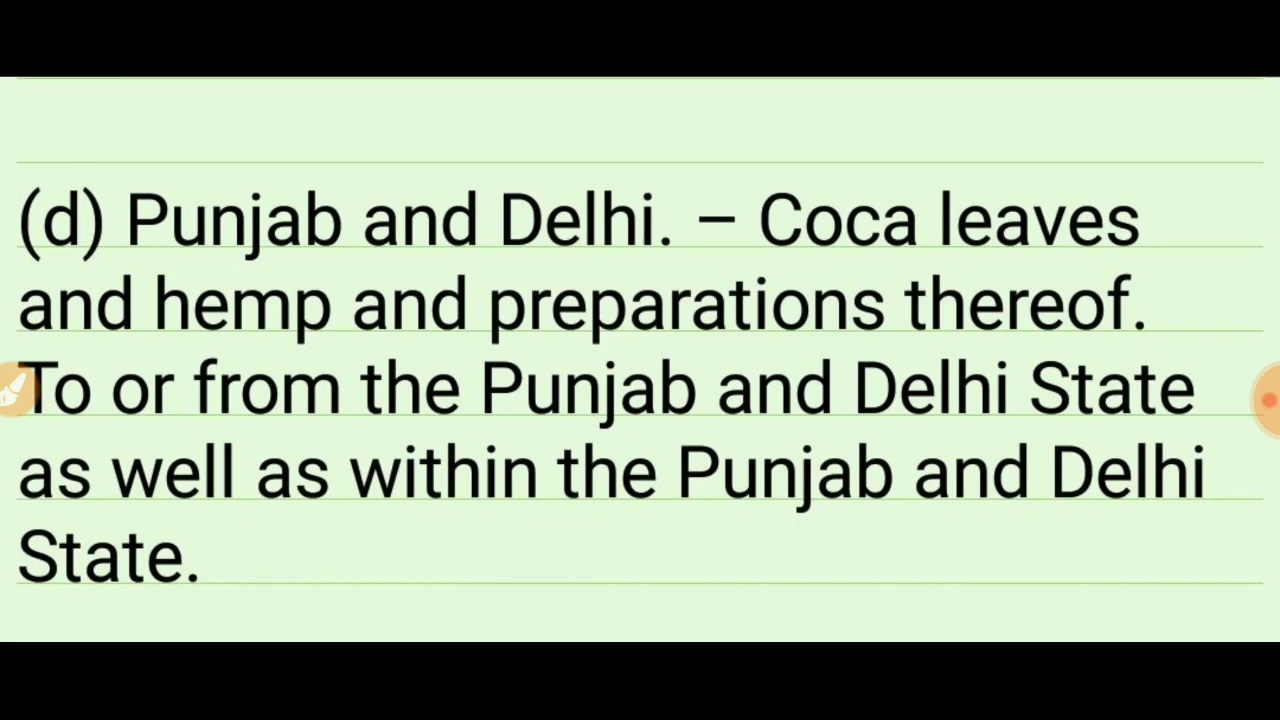 (d) Punjab and Delhi. – Coca leaves
and hemp and preparations thereof.
To or from the Punjab and Delhi State
as well as within the Punjab and Delhi
State.